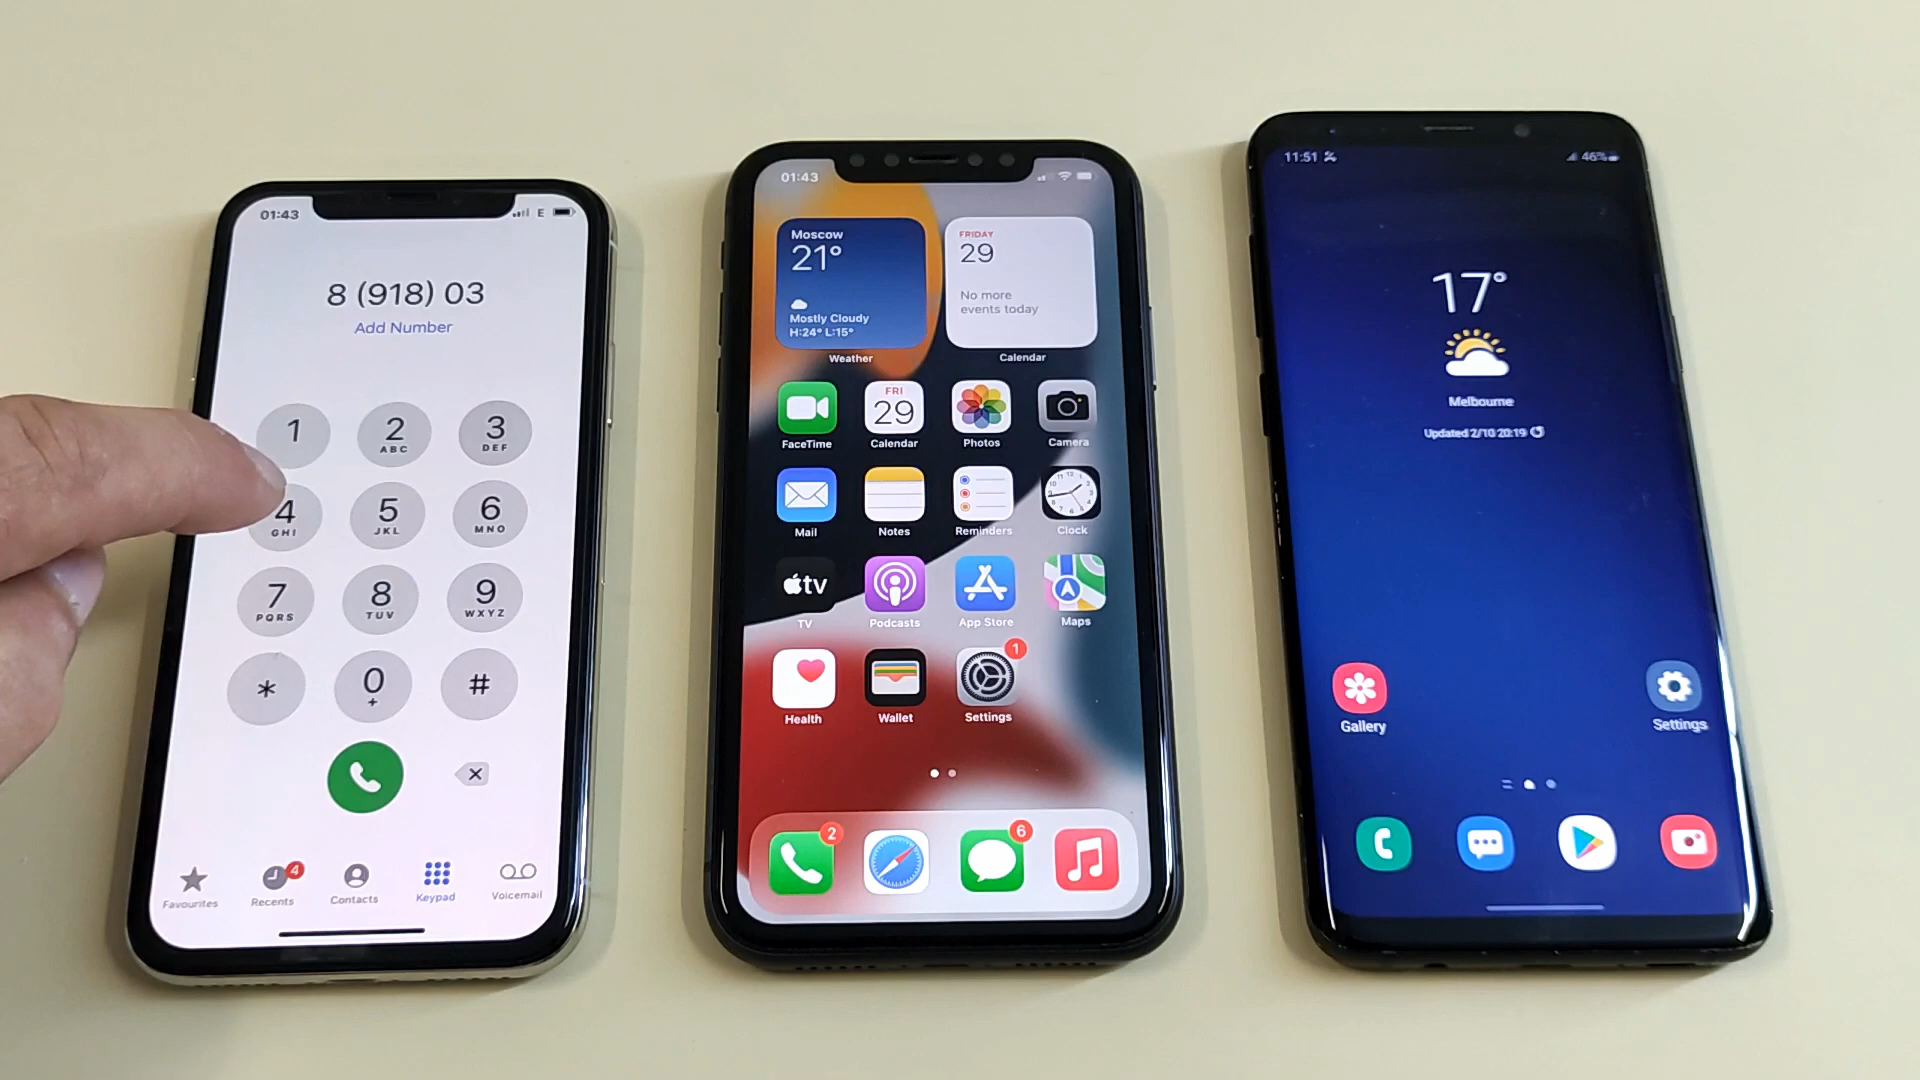 01:43
E
8 (918) 03
Add Number
1
2
ABC
3
DEF
4
GHI
5
JKL
6
MNO
7
PQRS
8
TUV
9
WXYZ
*
0
+
#
Favourites
4
Recents
Contacts
Keypad
Voicemail
01:43
Moscow
21°
Mostly Cloudy
H:24° L:15°
Weather
FRIDAY
29
No more
events today
Calendar
FaceTime
FRI
29
Calendar
Photos
Camera
Mail
Notes
Reminders
Clock
tv
TV
Podcasts
App Store
Maps
Health
Wallet
1
Settings
2
6
11:51
46%
17°
Melbourne
Updated 2/10 20:19
Gallery
Settings